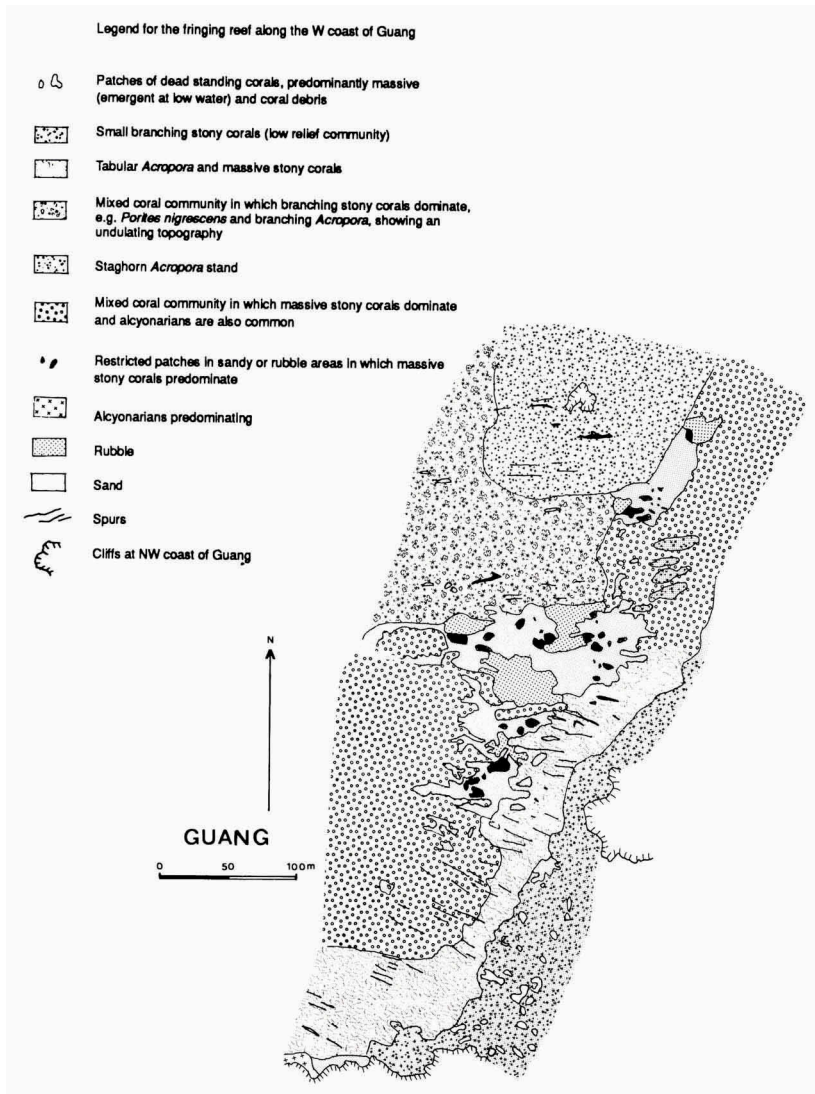 Legend for the fringing reef along the W coast of Guang
Patches of dead standing corals, predominantly massive
(emergent at low water) and coral debris
Small branching stony corals (low relief community)
Tabular Acropora and massive stony corals
Mixed coral community in which branching stony corals dominate,
e.g. Porites nigrescens and branching Acropora, showing an
undulating topography
Staghorn Acropora stand
Mixed coral community in which massive stony corals dominate
and alcyonarians are also common
Restricted patches in sandy or rubble areas in which massive
stony corals predominate
Alcyonarians predominating
Rubble
Sand
Spurs
Cliffs at NW coast of Guang
N
GUANG
0 50 100 m